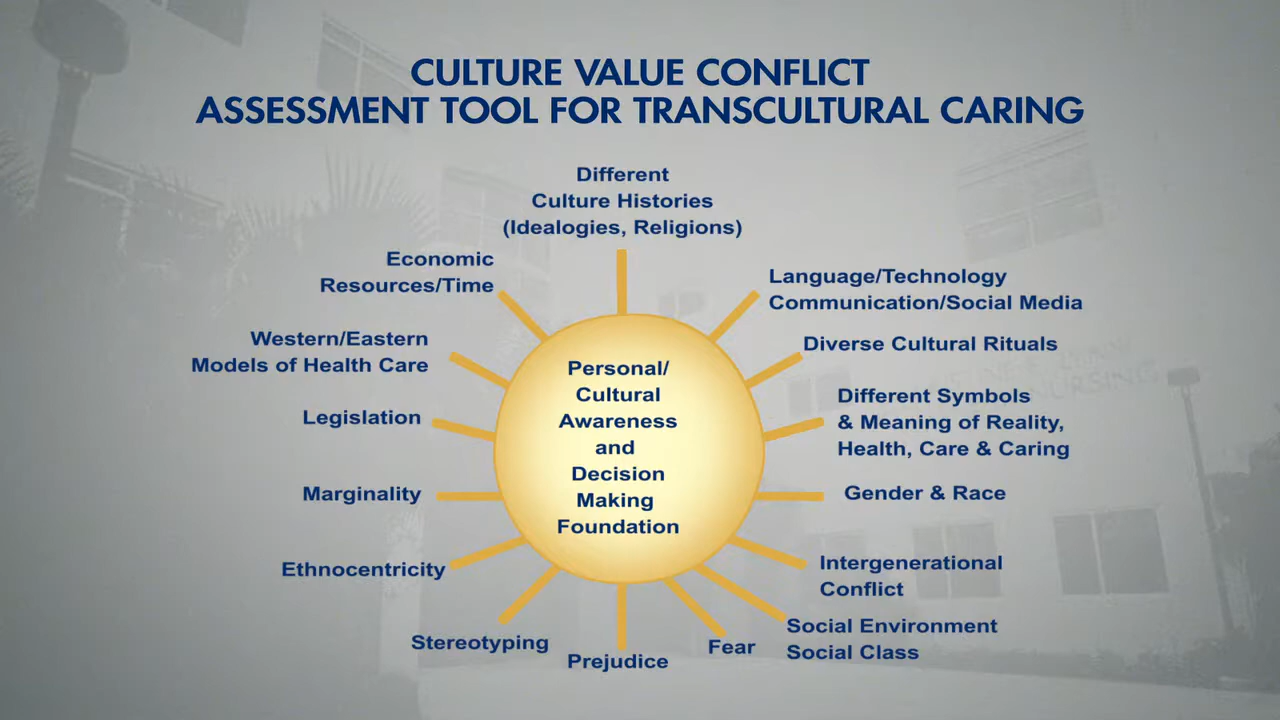 CULTURE VALUE CONFLICT
ASSESSMENT TOOL FOR TRANSCULTURAL CARING
Different
Culture Histories
(Idealogies, Religions)
Language/Technology
Communication/Social Media
Diverse Cultural Rituals
Different Symbols
& Meaning of Reality,
Health, Care & Caring
Gender & Race
Intergenerational
Conflict
Social Environment
Social Class
Fear
Prejudice
Stereotyping
Ethnocentricity
Marginality
Legislation
Western/Eastern
Models of Health Care
Economic
Resources/Time
Personal/
Cultural
Awareness
and
Decision
Making
Foundation